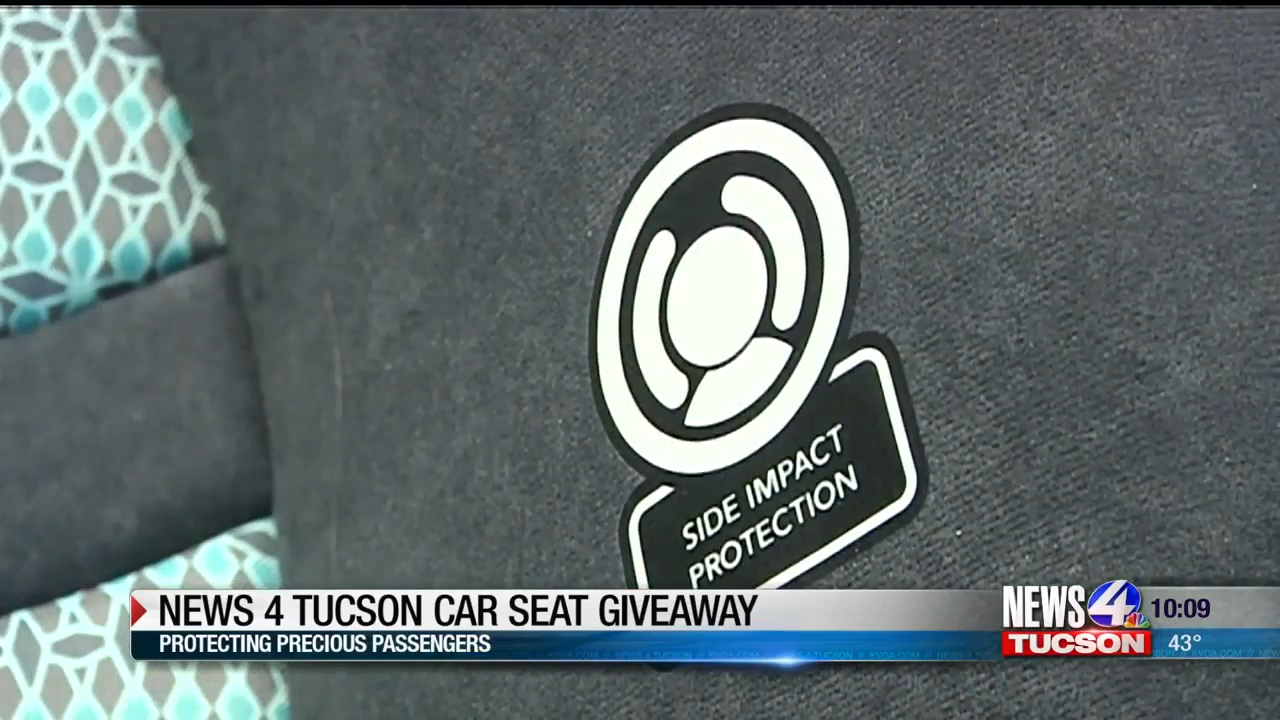 SIDE IMPACT
PROTECTION
NEWS 4 TUCSON CAR SEAT GIVEAWAY
PROTECTING PRECIOUS PASSENGERS
NEWS 4
TUCSON
10:09
43°